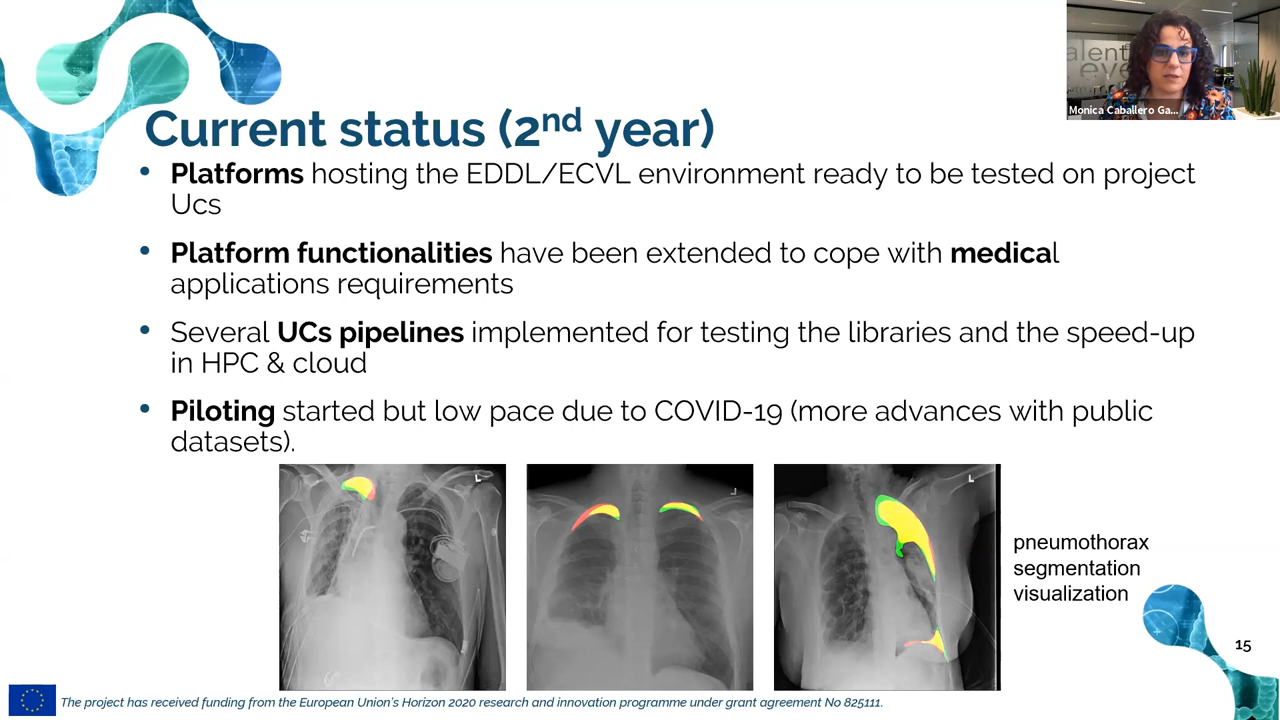 alent
eve
Monica Caballero Ga...
Current status (2nd year)
• Platforms hosting the EDDL/ECVL environment ready to be tested on project
Ucs
• Platform functionalities have been extended to cope with medical
applications requirements
• Several UCs pipelines implemented for testing the libraries and the speed-up
in HPC & cloud
• Piloting started but low pace due to COVID-19 (more advances with public
datasets).
L
L
pneumothorax
segmentation
visualization
15
The project has received funding from the European Union's Horizon 2020 research and innovation programme under grant agreement No 825111.